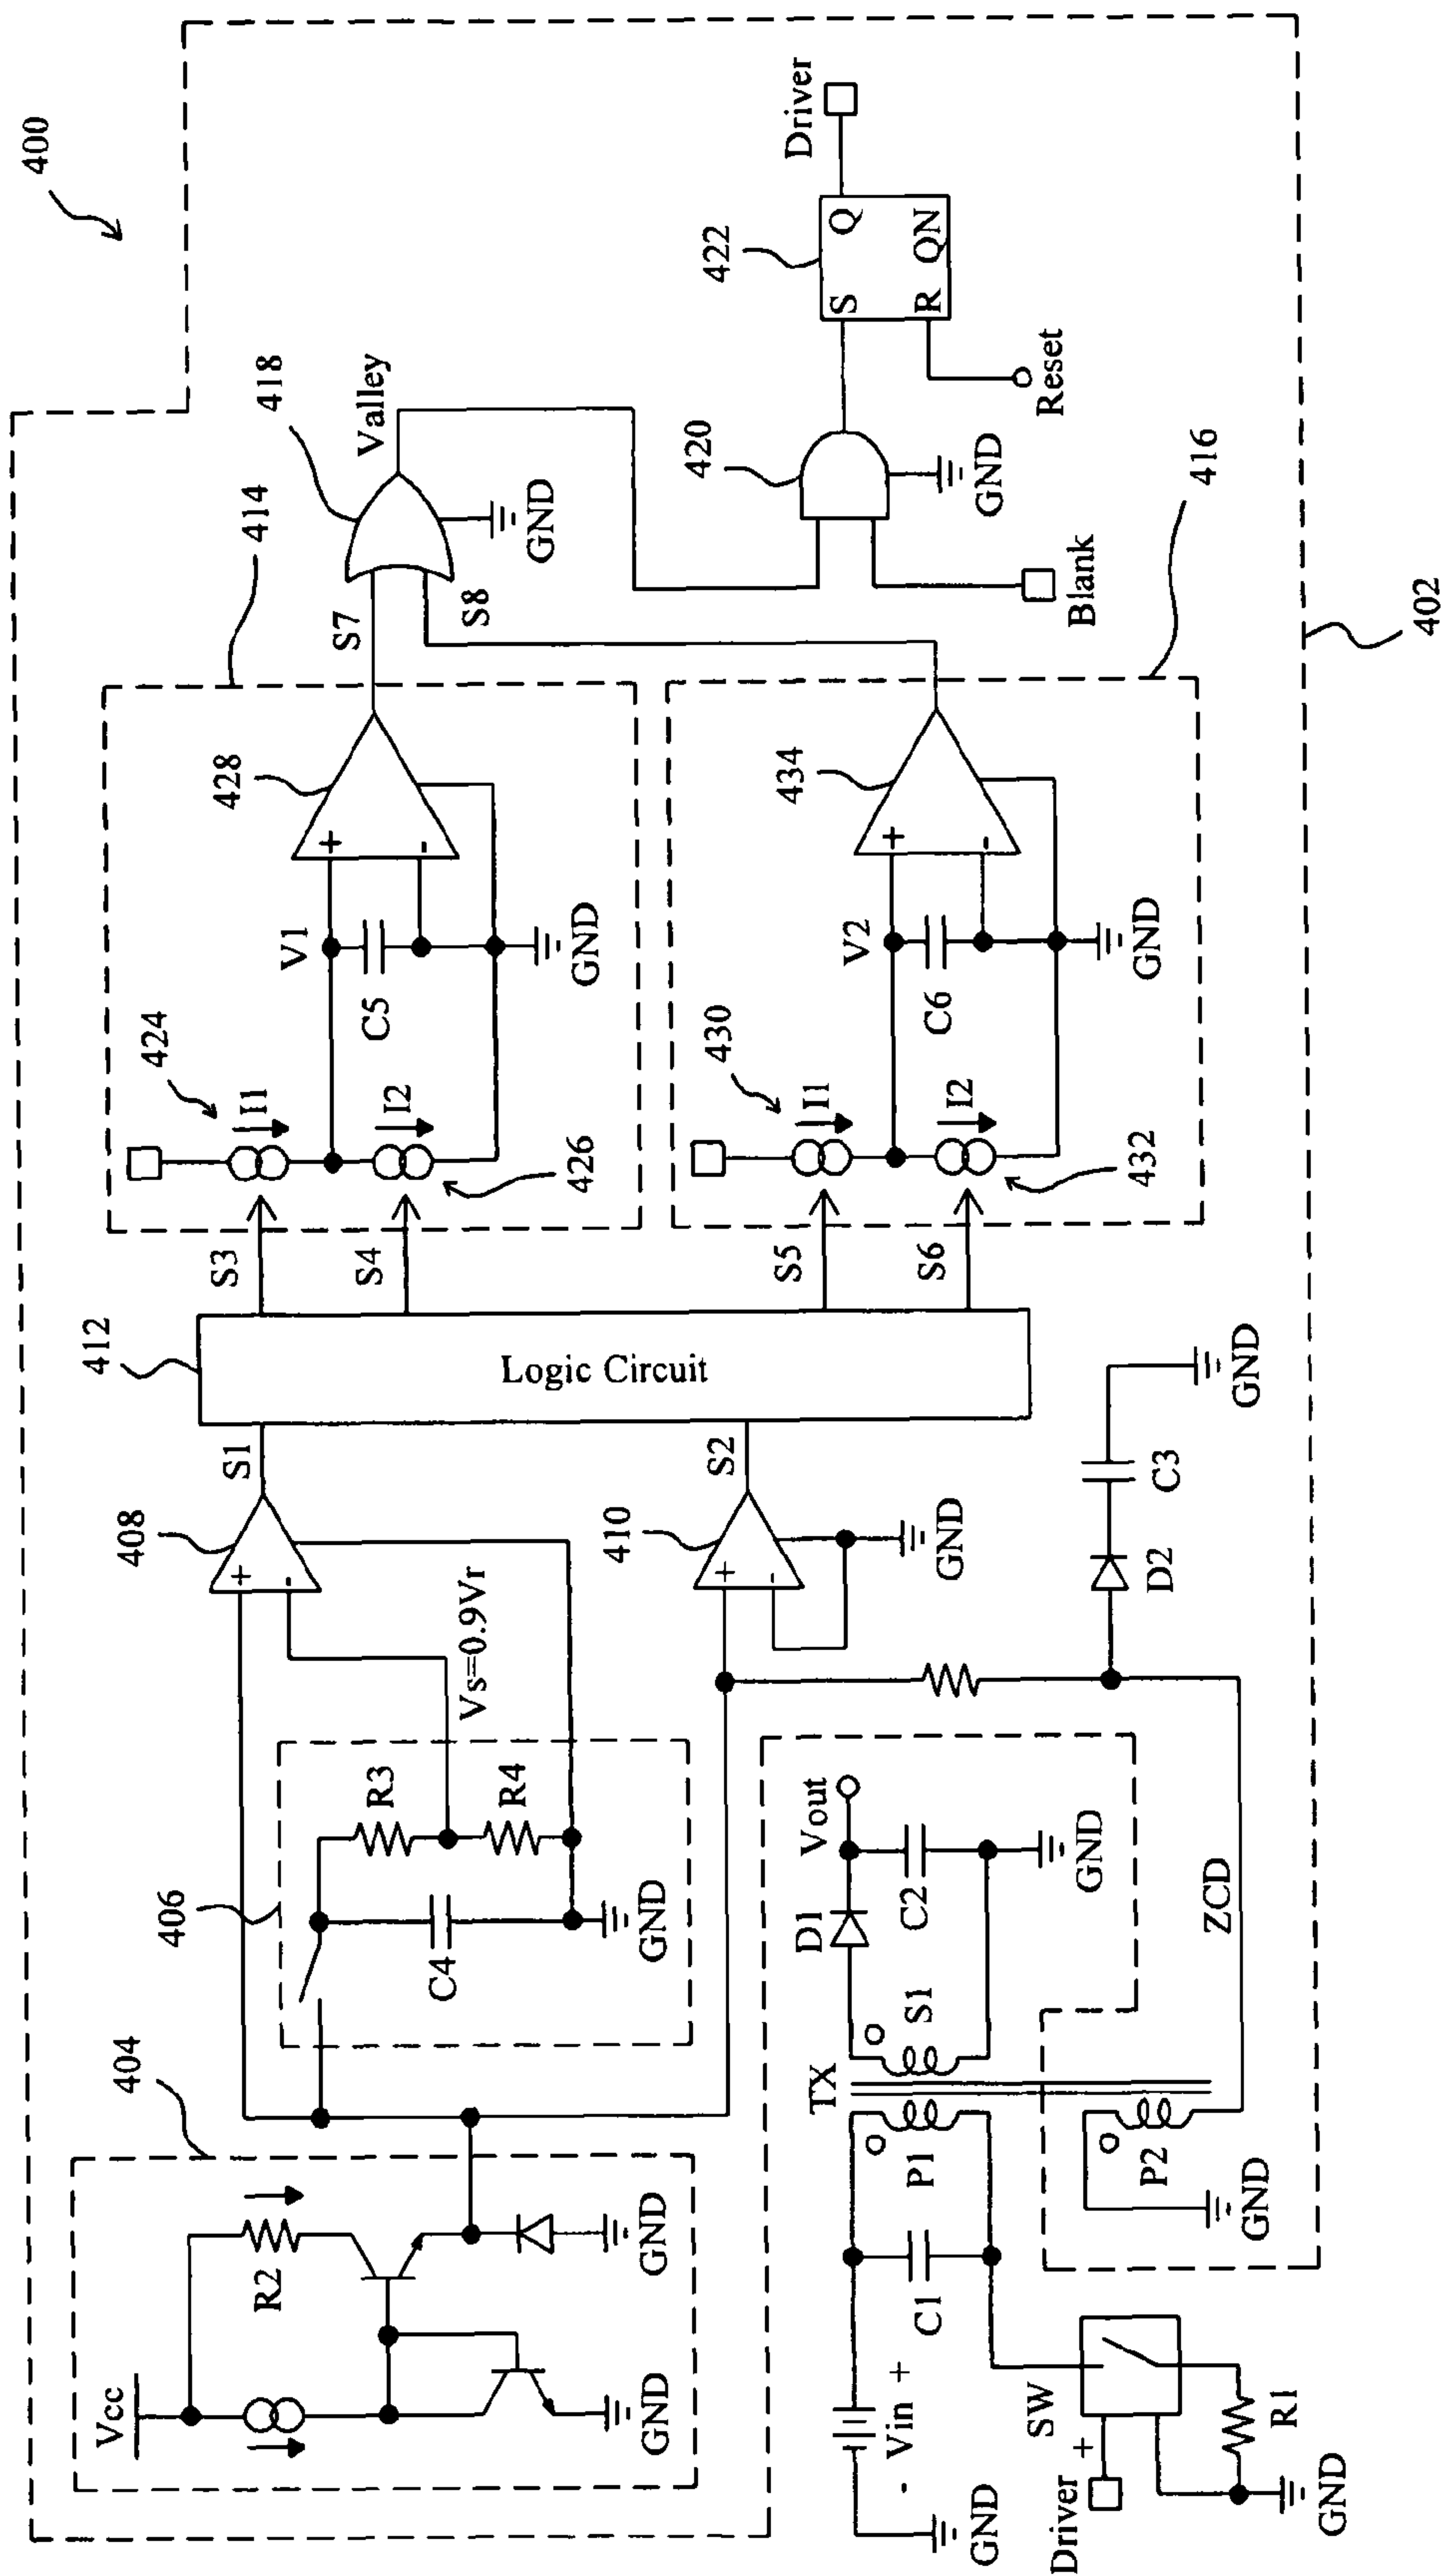 400
402
404
Vcc
R2
GND
GND
406
C4
R3
R4
GND
Vs=0.9Vr
408
+
-
S1
410
+
-
S2
GND
412
Logic Circuit
S3
S4
S5
S6
414
424
I1
I2
426
V1
C5
GND
428
+
-
S7
416
430
I1
I2
432
V2
C6
GND
434
+
-
S8
418
GND
Valley
420
GND
Blank
422
S
R
Q
QN
Reset
Driver
GND
-
Vin
+
C1
P1
TX
S1
D1
C2
Vout
GND
Driver
+
SW
R1
GND
P2
GND
ZCD
D2
C3
GND